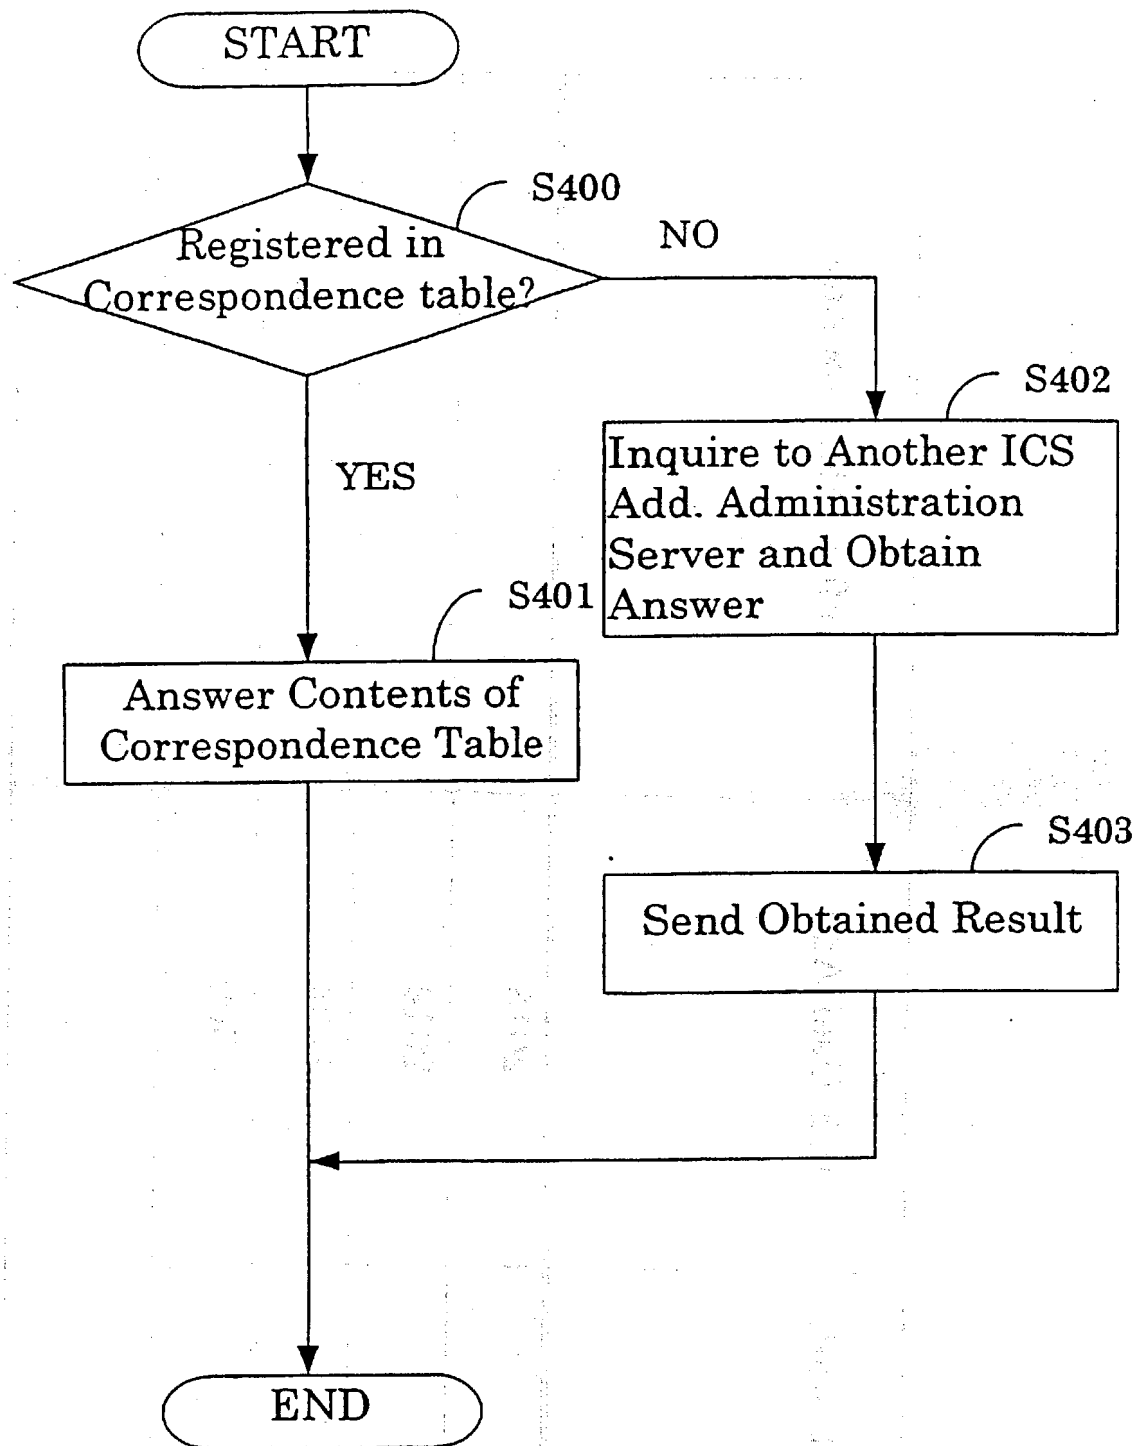 START
S400
Registered in
Correspondence table?
NO
YES
S402
Inquire to Another ICS
Add. Administration
Server and Obtain
Answer
S401
Answer Contents of
Correspondence Table
S403
Send Obtained Result
END